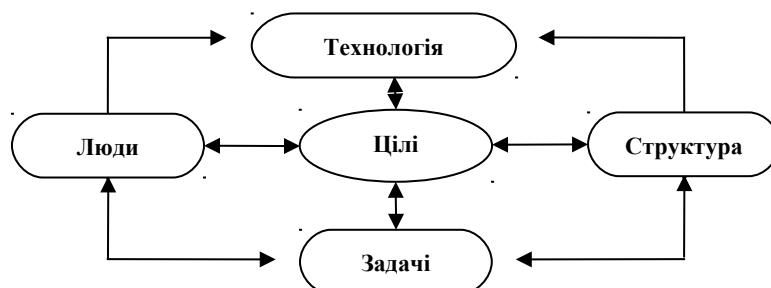 Технологія
Люди
Цілі
Структура
Задачі